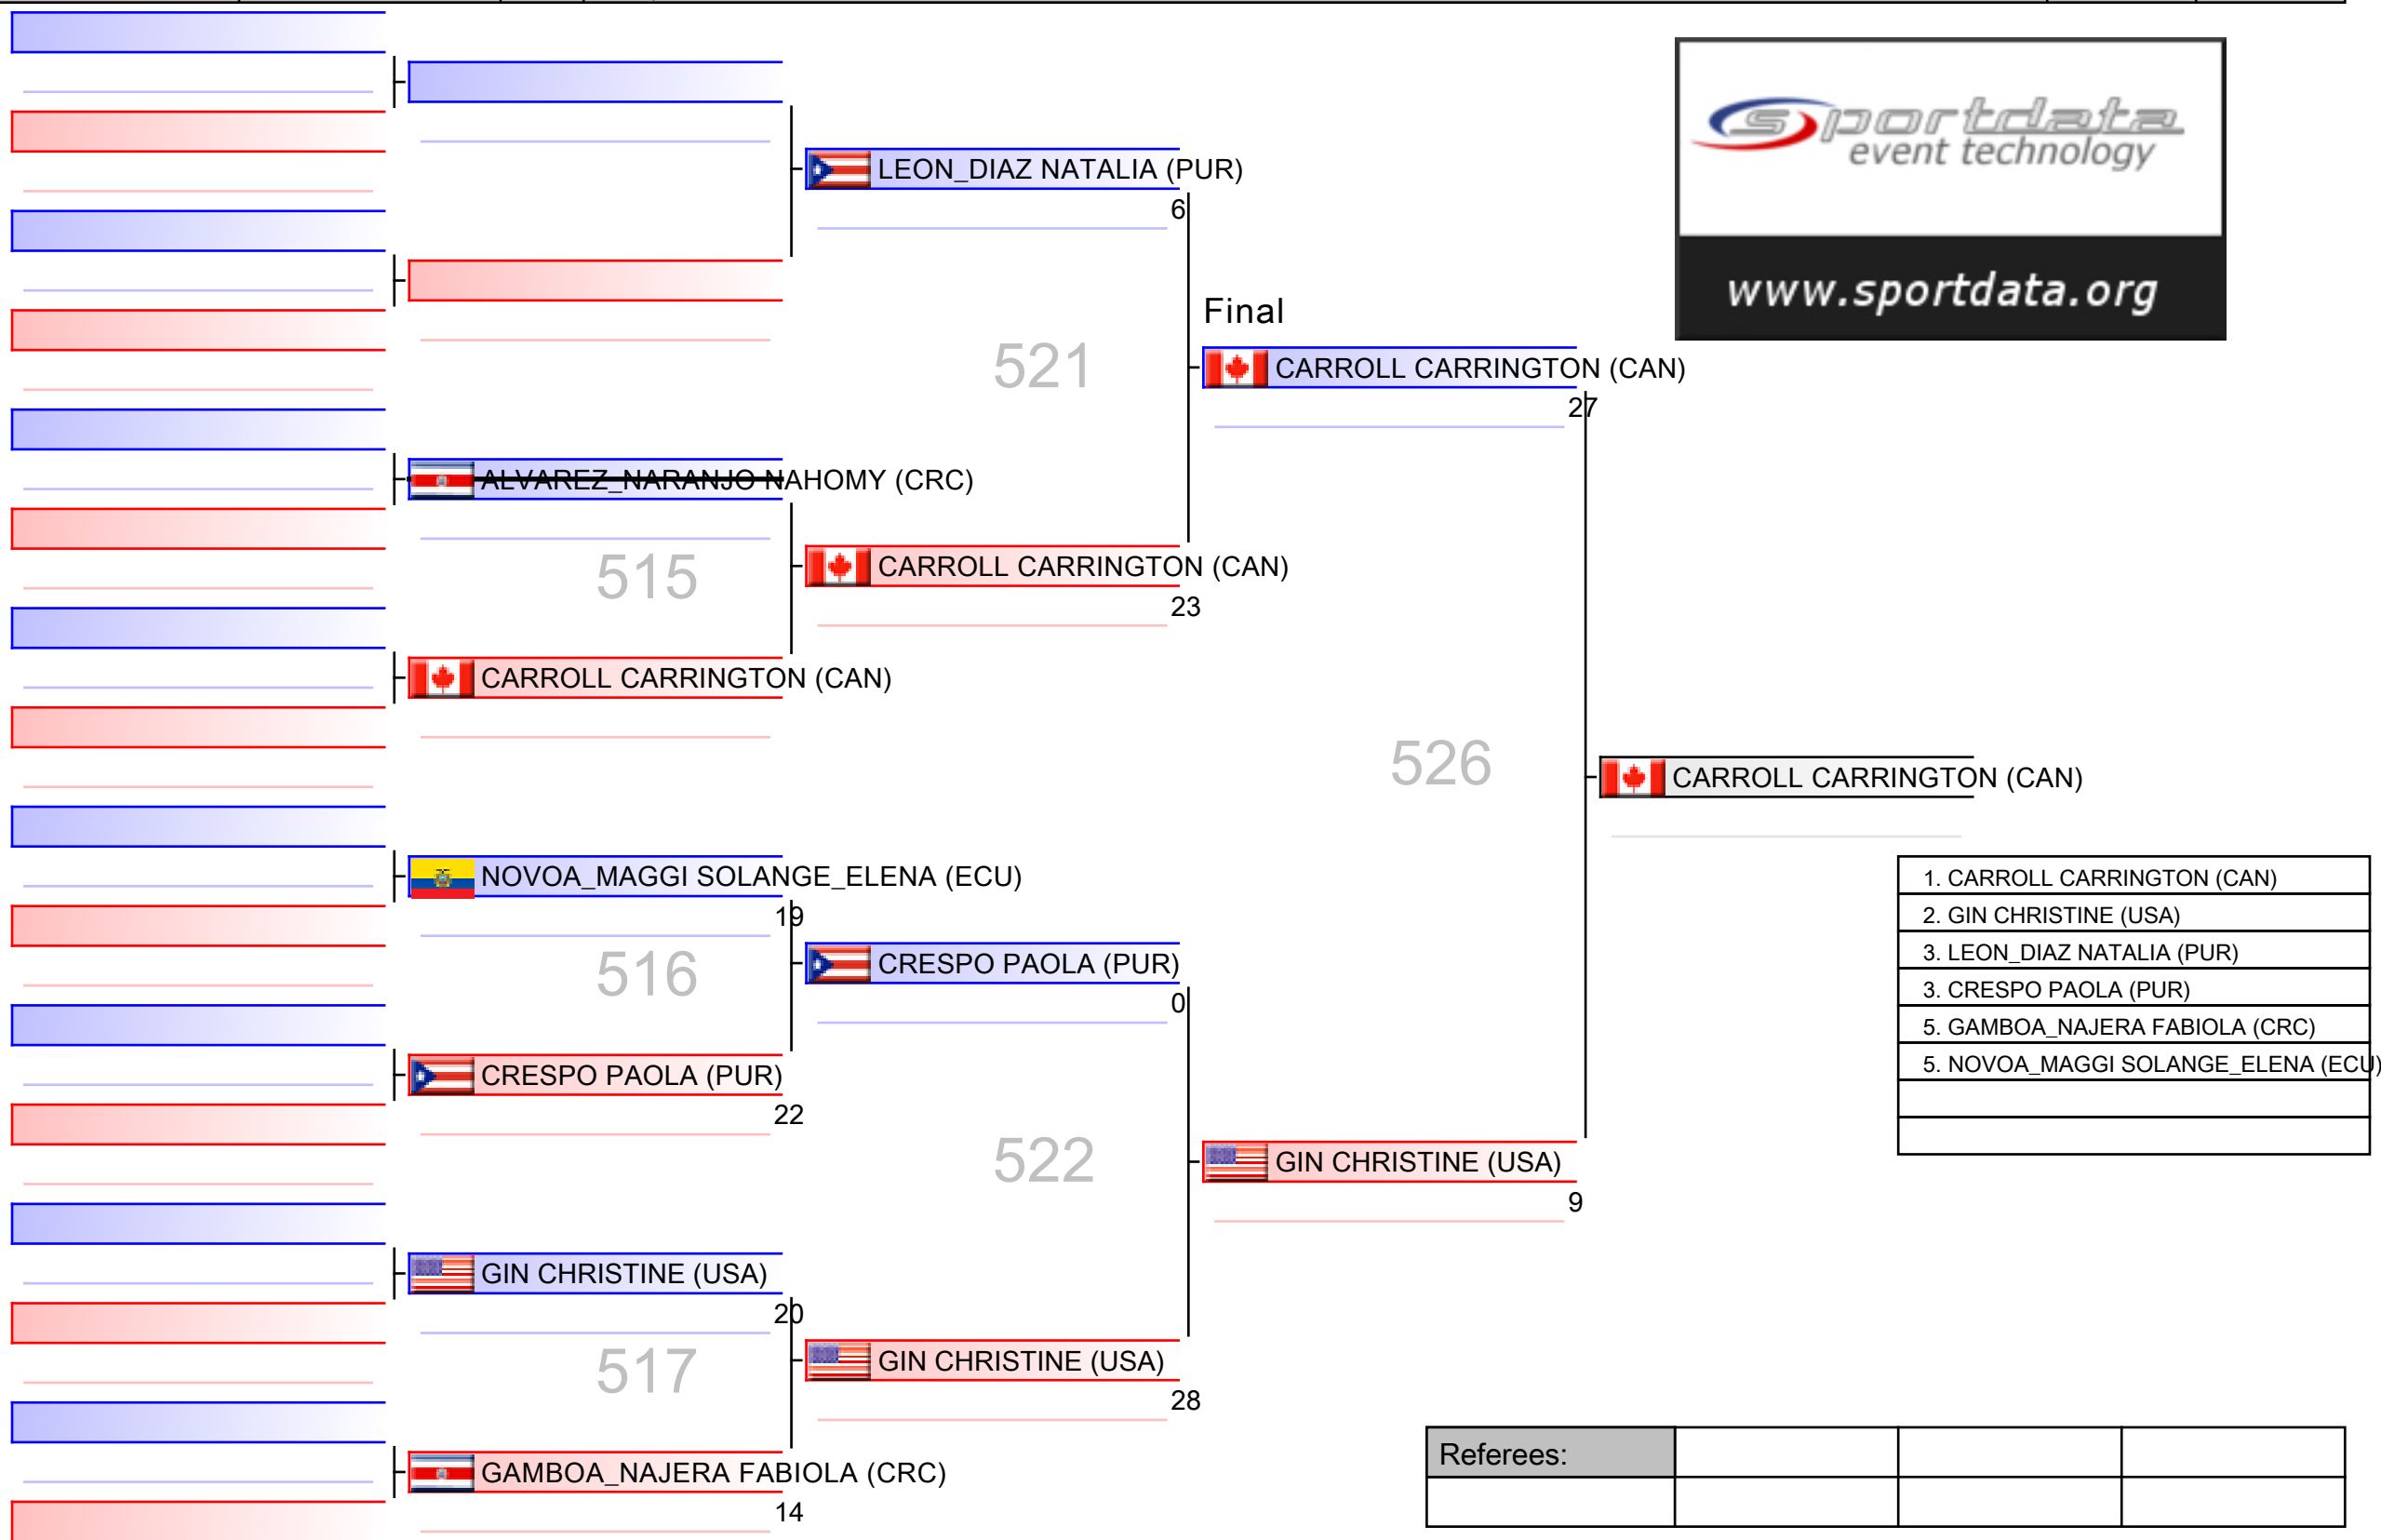 sportdata
event technology
www.sportdata.org
LEON_DIAZ NATALIA (PUR)
6
521
Final
CARROLL CARRINGTON (CAN)
27
ALVAREZ_NARANJO NAHOMY (CRC)
515
CARROLL CARRINGTON (CAN)
23
CARROLL CARRINGTON (CAN)
526
CARROLL CARRINGTON (CAN)
NOVOA_MAGGI SOLANGE_ELENA (ECU)
19
516
CRESPO PAOLA (PUR)
0
CRESPO PAOLA (PUR)
22
522
GIN CHRISTINE (USA)
9
GIN CHRISTINE (USA)
20
517
GIN CHRISTINE (USA)
28
GAMBOA_NAJERA FABIOLA (CRC)
14
1. CARROLL CARRINGTON (CAN)
2. GIN CHRISTINE (USA)
3. LEON_DIAZ NATALIA (PUR)
3. CRESPO PAOLA (PUR)
5. GAMBOA_NAJERA FABIOLA (CRC)
5. NOVOA_MAGGI SOLANGE_ELENA (ECU)
Referees: